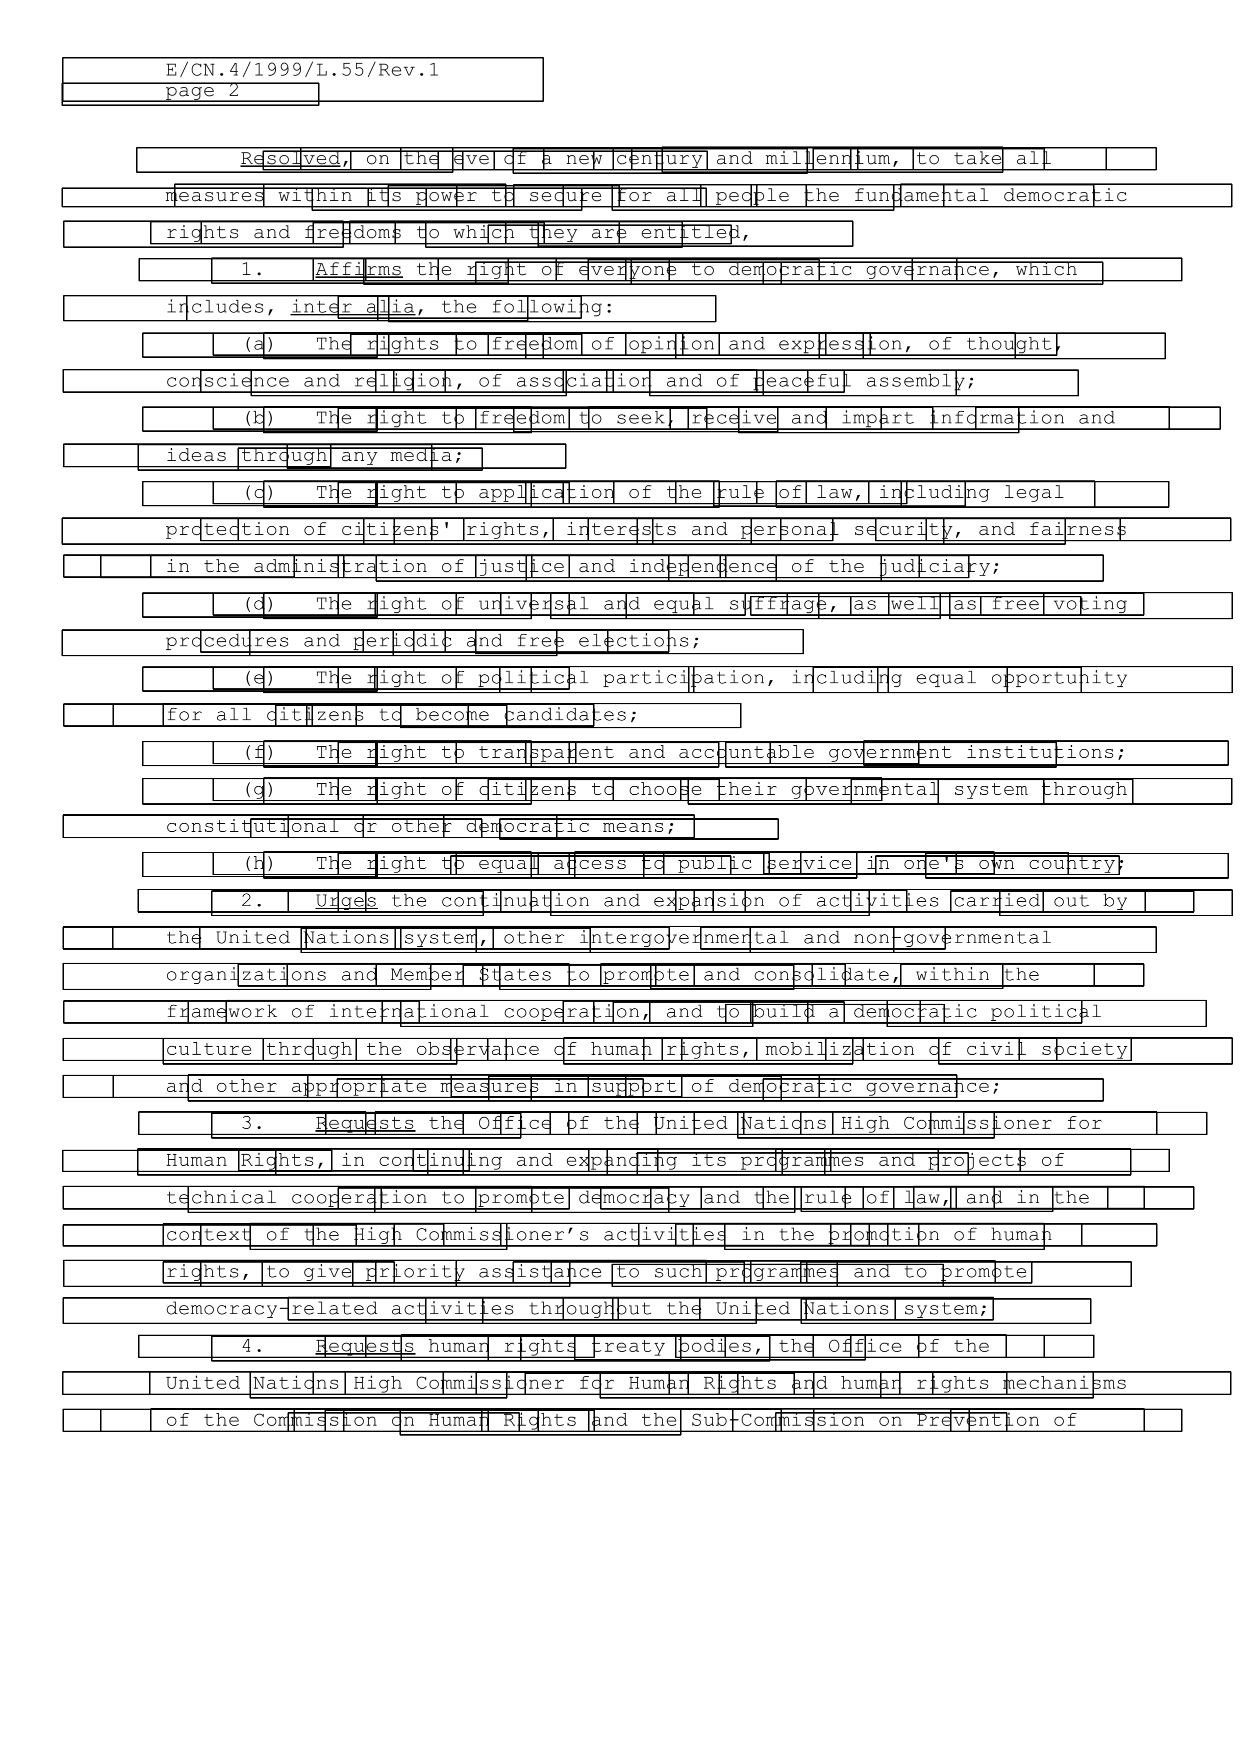 E/CN.4/1999/L.55/Rev.1
page 2
Resolved, on the eve of a new century and millennium, to take all
measures within its power to secure for all people the fundamental democratic
rights and freedoms to which they are entitled,
1. Affirms the right of everyone to democratic governance, which
includes, inter alia, the following:
(a) The rights to freedom of opinion and expression, of thought,
conscience and religion, of association and of peaceful assembly;
(b) The right to freedom to seek, receive and impart information and
ideas through any media;
(c) The right to application of the rule of law, including legal
protection of citizens' rights, interests and personal security, and fairness
in the administration of justice and independence of the judiciary;
(d) The right of universal and equal suffrage, as well as free voting
procedures and periodic and free elections;
(e) The right of political participation, including equal opportunity
for all citizens to become candidates;
(f) The right to transparent and accountable government institutions;
(g) The right of citizens to choose their governmental system through
constitutional or other democratic means;
(h) The right to equal access to public service in one's own country;
2. Urges the continuation and expansion of activities carried out by
the United Nations system, other intergovernmental and non-governmental
organizations and Member States to promote and consolidate, within the
framework of international cooperation, and to build a democratic political
culture through the observance of human rights, mobilization of civil society
and other appropriate measures in support of democratic governance;
3. Requests the Office of the United Nations High Commissioner for
Human Rights, in continuing and expanding its programmes and projects of
technical cooperation to promote democracy and the rule of law, and in the
context of the High Commissioner's activities in the promotion of human
rights, to give priority assistance to such programmes and to promote
democracy-related activities throughout the United Nations system;
4. Requests human rights treaty bodies, the Office of the
United Nations High Commissioner for Human Rights and human rights mechanisms
of the Commission on Human Rights and the Sub-Commission on Prevention of